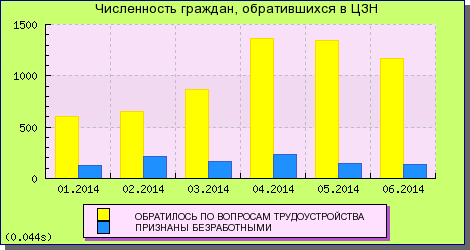 Численность граждан, обратившихся в ЦЗН
1500
1000
500
0
01.2014 02.2014 03.2014 04.2014 05.2014 06.2014
ОБРАТИЛОСЬ ПО ВОПРОСАМ ТРУДОУСТРОЙСТВА
ПРИЗНАНЫ БЕЗРАБОТНЫМИ
(0.044s)